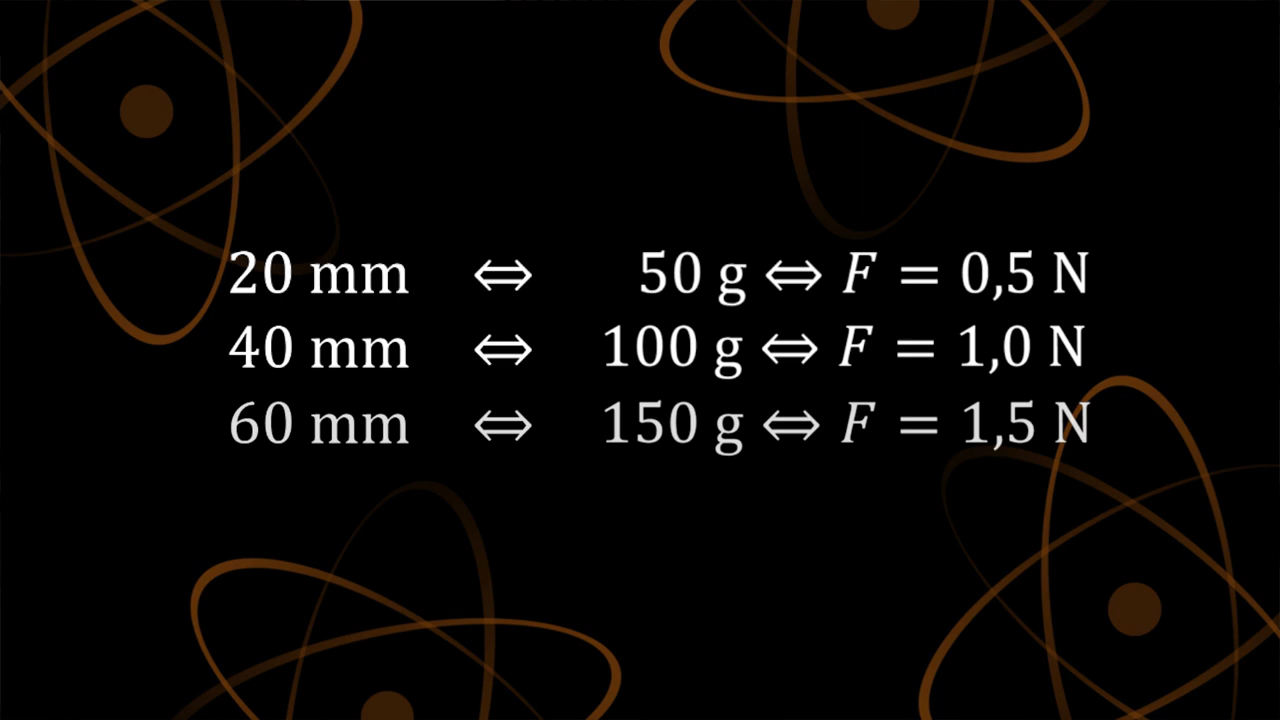 20 mm ⇔ 50 g ⇔ F = 0,5 N
40 mm ⇔ 100 g ⇔ F = 1,0 N
60 mm ⇔ 150 g ⇔ F = 1,5 N